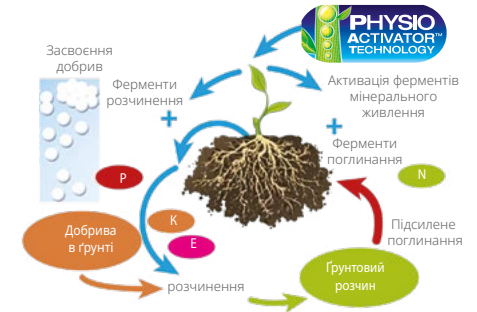 PHYSIO
ACTIVATOR™
TECHNOLOGY
Засвоєння
добрив
Ферменти
розчинення
+
Активація ферментів
мінерального
живлення
+
Ферменти
поглинання
P
N
K
E
Добрива
в ґрунті
розчинення
Підсилене
поглинання
Ґрунтовий
розчин